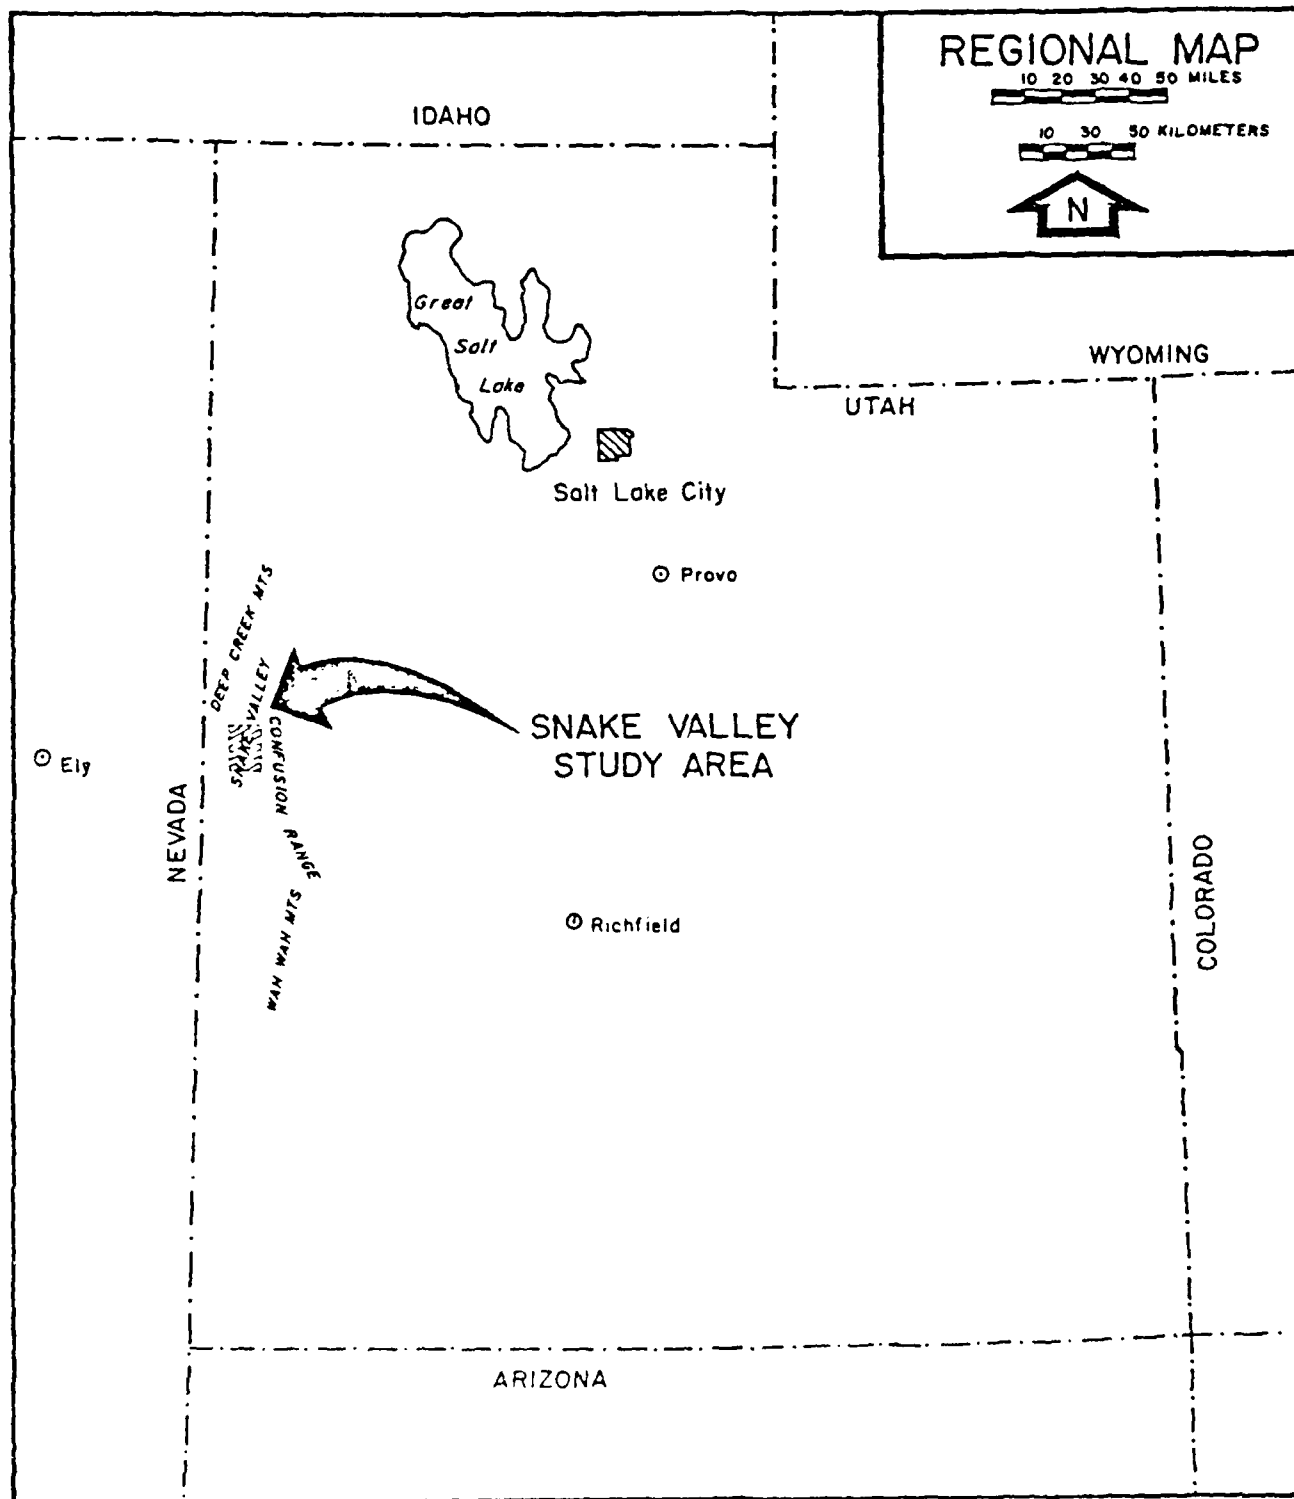 REGIONAL MAP
10 20 30 40 50 MILES
10 30 50 KILOMETERS
N
IDAHO
Great
Salt
Lake
WYOMING
UTAH
Salt Lake City
Provo
DEEP CREEK MTS
SNAKE VALLEY
CONFUSION RANGE
SNAKE VALLEY
STUDY AREA
Ely
NEVADA
WAH WAH MTS
Richfield
COLORADO
ARIZONA